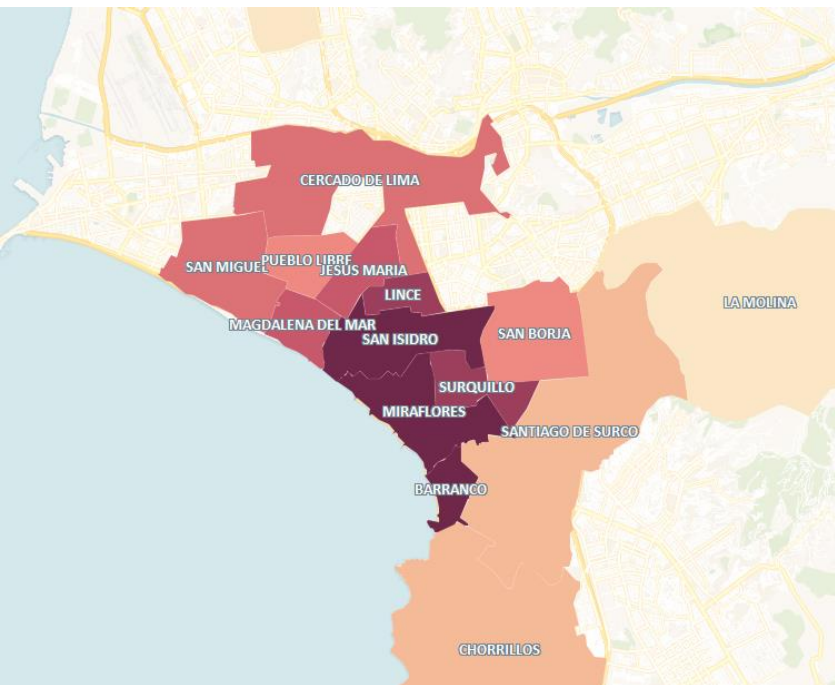 CERCADO DE LIMA
PUEBLO LIBRE
SAN MIGUEL
JESÚS MARIA
LINCE
LA MOLINA
MAGDALENA DEL MAR
SAN ISIDRO
SAN BORJA
SURQUILLO
MIRAFLORES
SANTIAGO DE SURCO
BARRANCO
CHORRILLOS